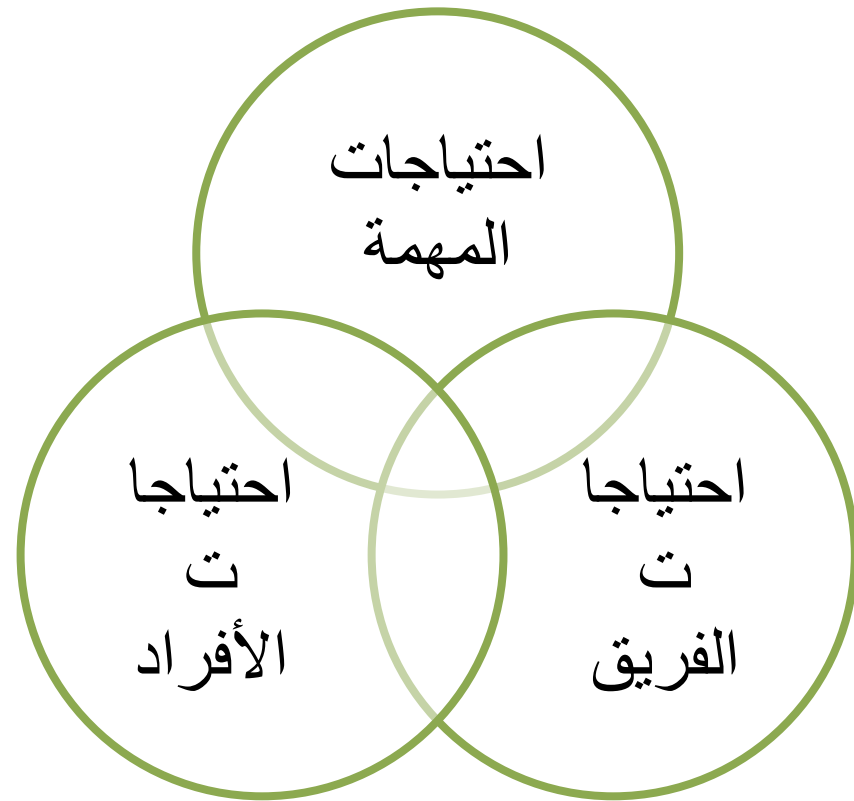 احتياجات
المهمة
احتياجا
ت
الفريق
احتياجا
ت
الأفراد